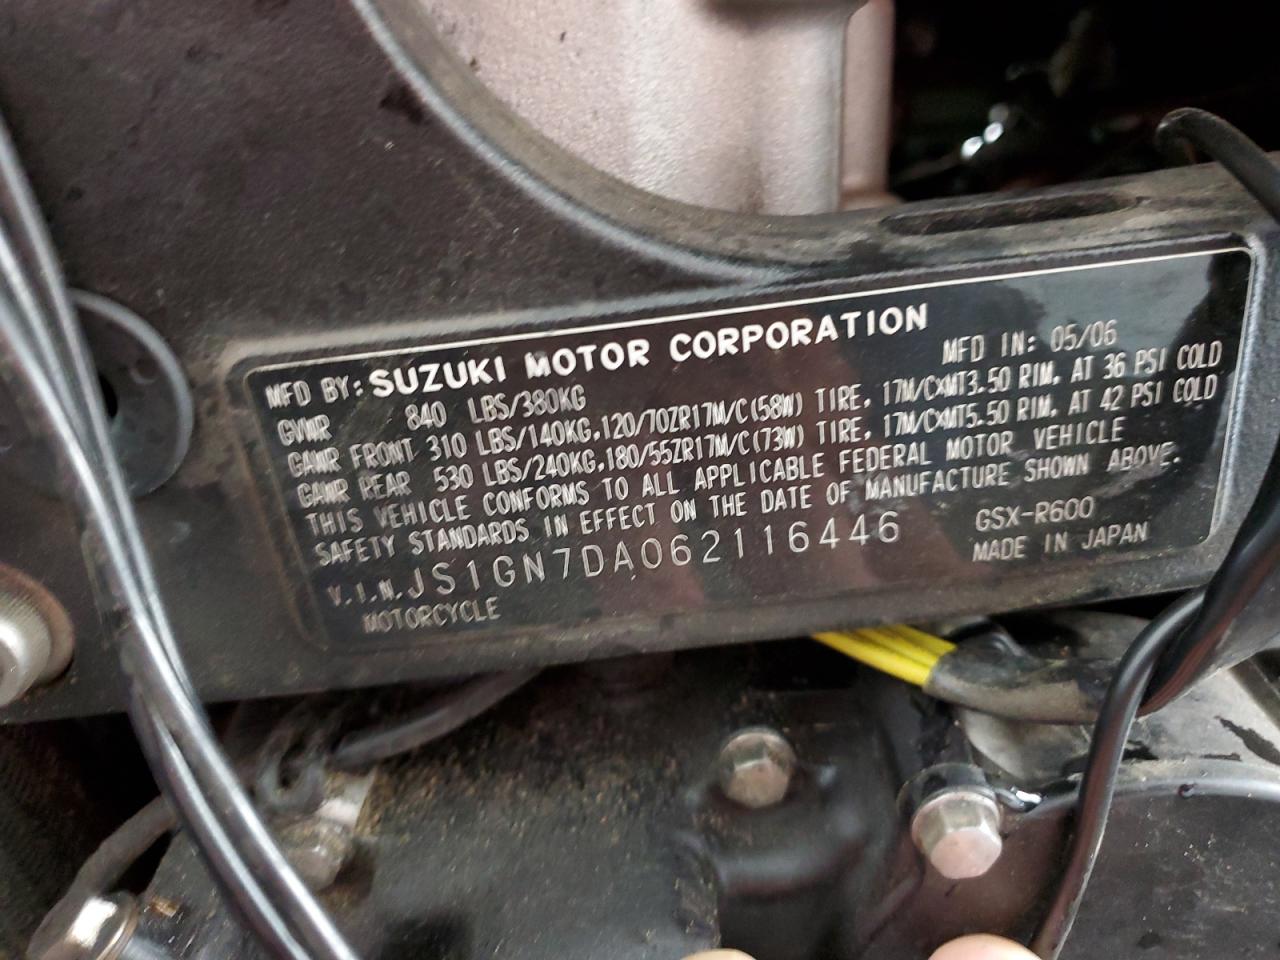 MFD BY: SUZUKI MOTOR CORPORATION
MFD IN: 05/06
GVWR 840 LBS/380KG
GAWR FRONT 310 LBS/140KG,120/70ZR17M/C(58W) TIRE, 17M/CXMT3.50 RIM, AT 36 PSI COLD
GAWR REAR 530 LBS/240KG,180/55ZR17M/C(73W) TIRE, 17M/CXMT5.50 RIM, AT 42 PSI COLD
THIS VEHICLE CONFORMS TO ALL APPLICABLE FEDERAL MOTOR VEHICLE
SAFETY STANDARDS IN EFFECT ON THE DATE OF MANUFACTURE SHOWN ABOVE.
V.I.N. JS1GN7DA062116446 GSX-R600
MOTORCYCLE MADE IN JAPAN